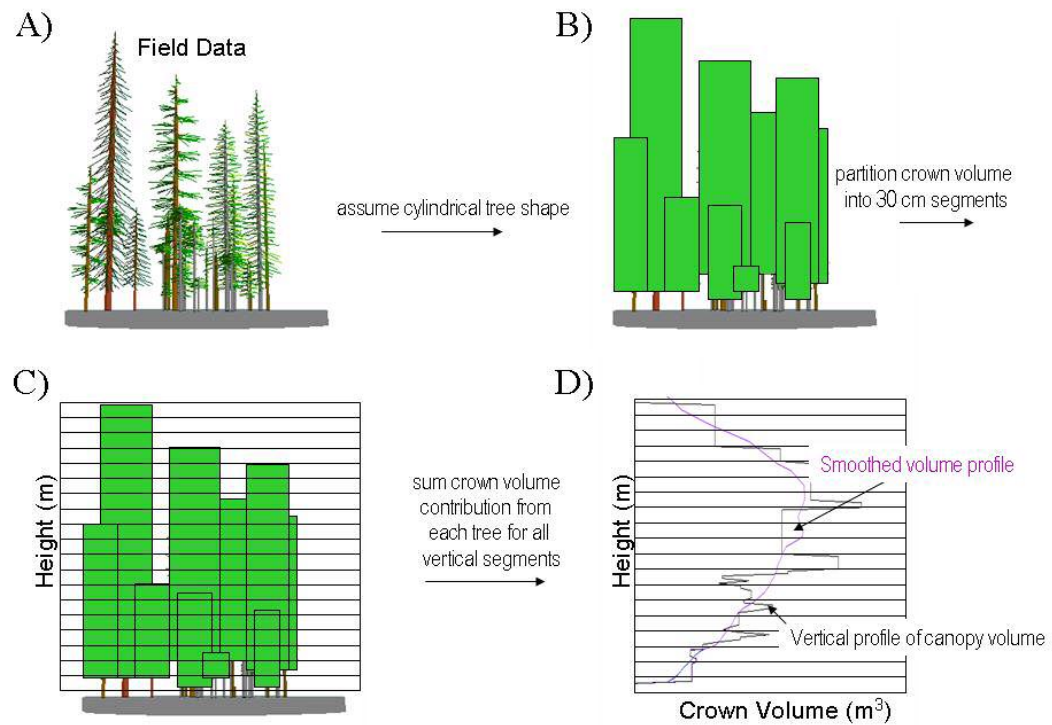 A)
Field Data
assume cylindrical tree shape
B)
partition crown volume
into 30 cm segments
C)
Height (m)
sum crown volume
contribution from
each tree for all
vertical segments
D)
Height (m)
Smoothed volume profile
Vertical profile of canopy volume
Crown Volume (m³)